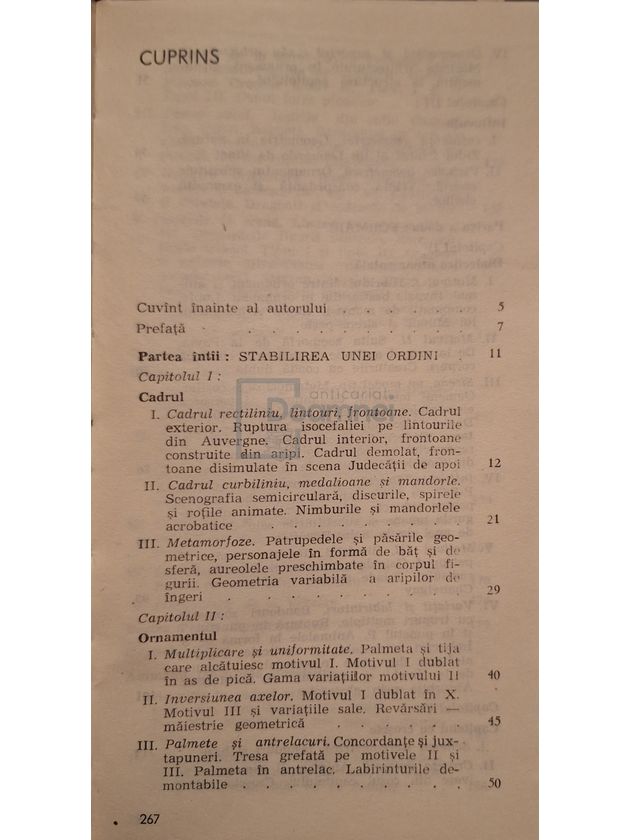 CUPRINS
Cuvînt înainte al autorului . . . . . . 5
Prefață . . . . . . . . . . 7
Partea întîi : STABILIREA UNEI ORDINI . 11
Capitolul I :
anticariat
Cadrul
I. Cadrul rectiliniu, lintouri, frontoane. Cadrul
exterior. Ruptura isocefaliei pe lintourile
din Auvergne. Cadrul interior, frontoane
construite din aripi. Cadrul demolat, fron-
toane disimulate în scena Judecății de apoi 12
II. Cadrul curbiliniu, medalioane și mandorle.
Scenografia semicirculară, discurile, spirele
și roțile animate. Nimburile și mandorlele
acrobatice . . . . . . . . . 21
III. Metamorfoze. Patrupedele și păsările geo-
metrice, personajele în formă de băț și de
sferă, aureolele preschimbate în corpul fi-
gurii. Geometria variabilă a aripilor de
îngeri . . . . . . . . . . 29
Capitolul II :
Ornamentul
I. Multiplicare și uniformitate. Palmeta și tija
care alcătuiesc motivul I. Motivul I dublat
în as de pică. Gama variațiilor motivului II 40
II. Inversiunea axelor. Motivul I dublat în X.
Motivul III și variațiile sale. Revărsări —
măiestrie geometrică . . . . . . 45
III. Palmete și antrelacuri. Concordanțe și jux-
tapuneri. Tresa grefată pe motivele II și
III. Palmeta în antrelac. Labirinturile de-
montabile . . . . . . . . . 50
267